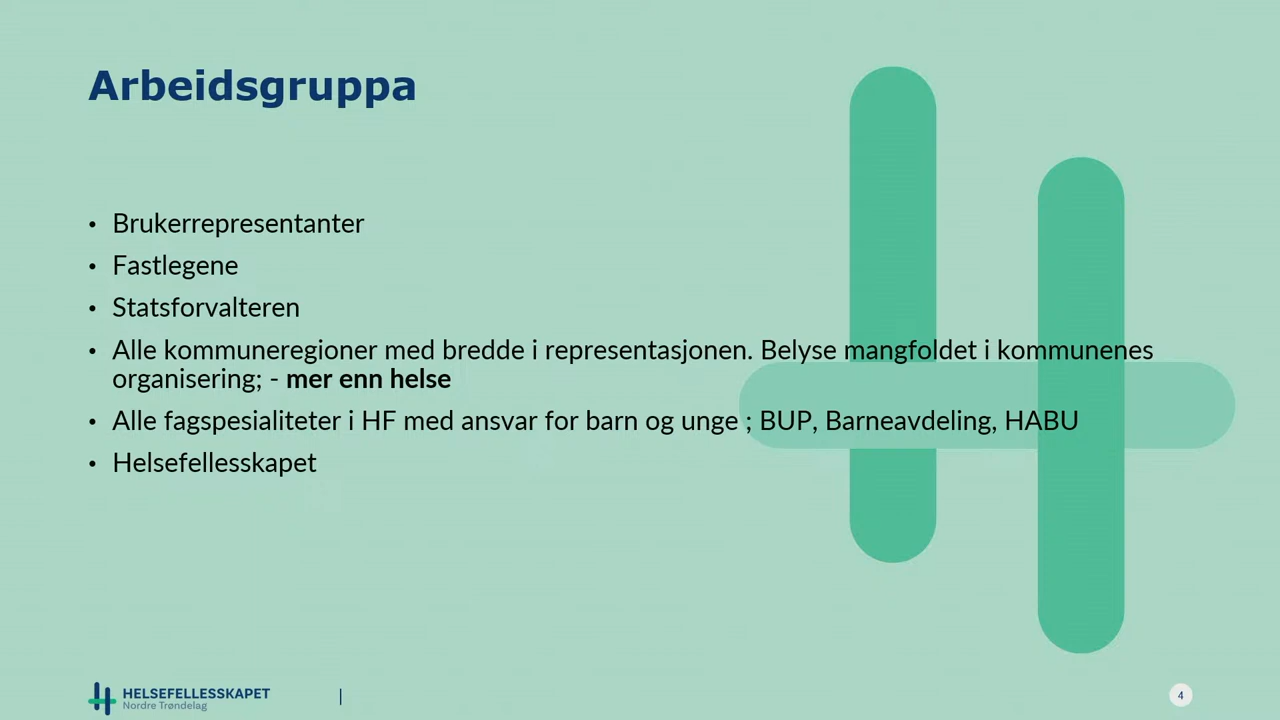 Arbeidsgruppa
• Brukerrepresentanter
• Fastlegene
• Statsforvalteren
• Alle kommuneregioner med bredde i representasjonen. Belyse mangfoldet i kommunenes
organisering; - mer enn helse
• Alle fagspesialiteter i HF med ansvar for barn og unge ; BUP, Barneavdeling, HABU
• Helsefellesskapet
HELSEFELLESSKAPET
Nordre Trøndelag
|
4